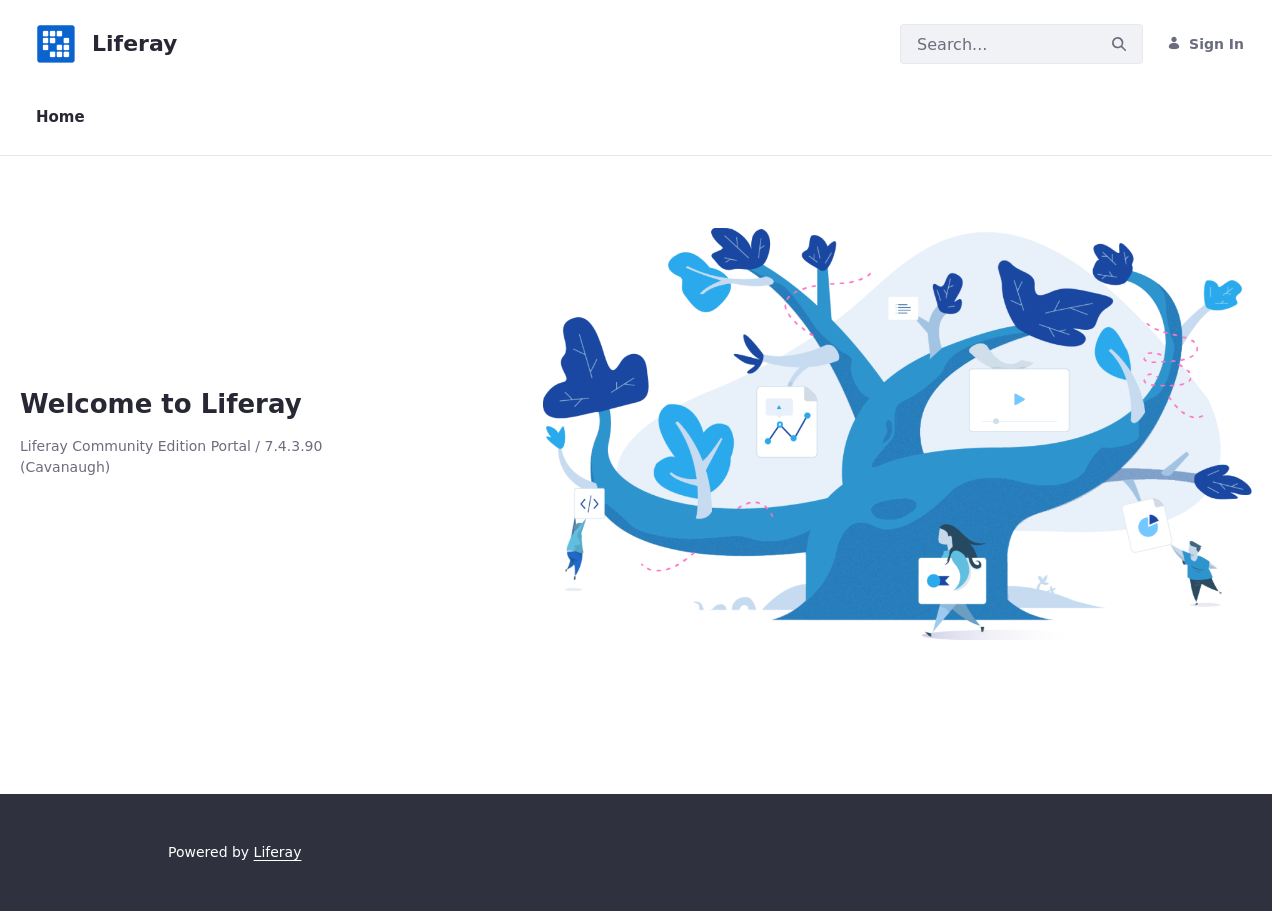 Liferay
Search...
Sign In
Home
Welcome to Liferay
Liferay Community Edition Portal / 7.4.3.90
(Cavanaugh)
</>
Powered by Liferay